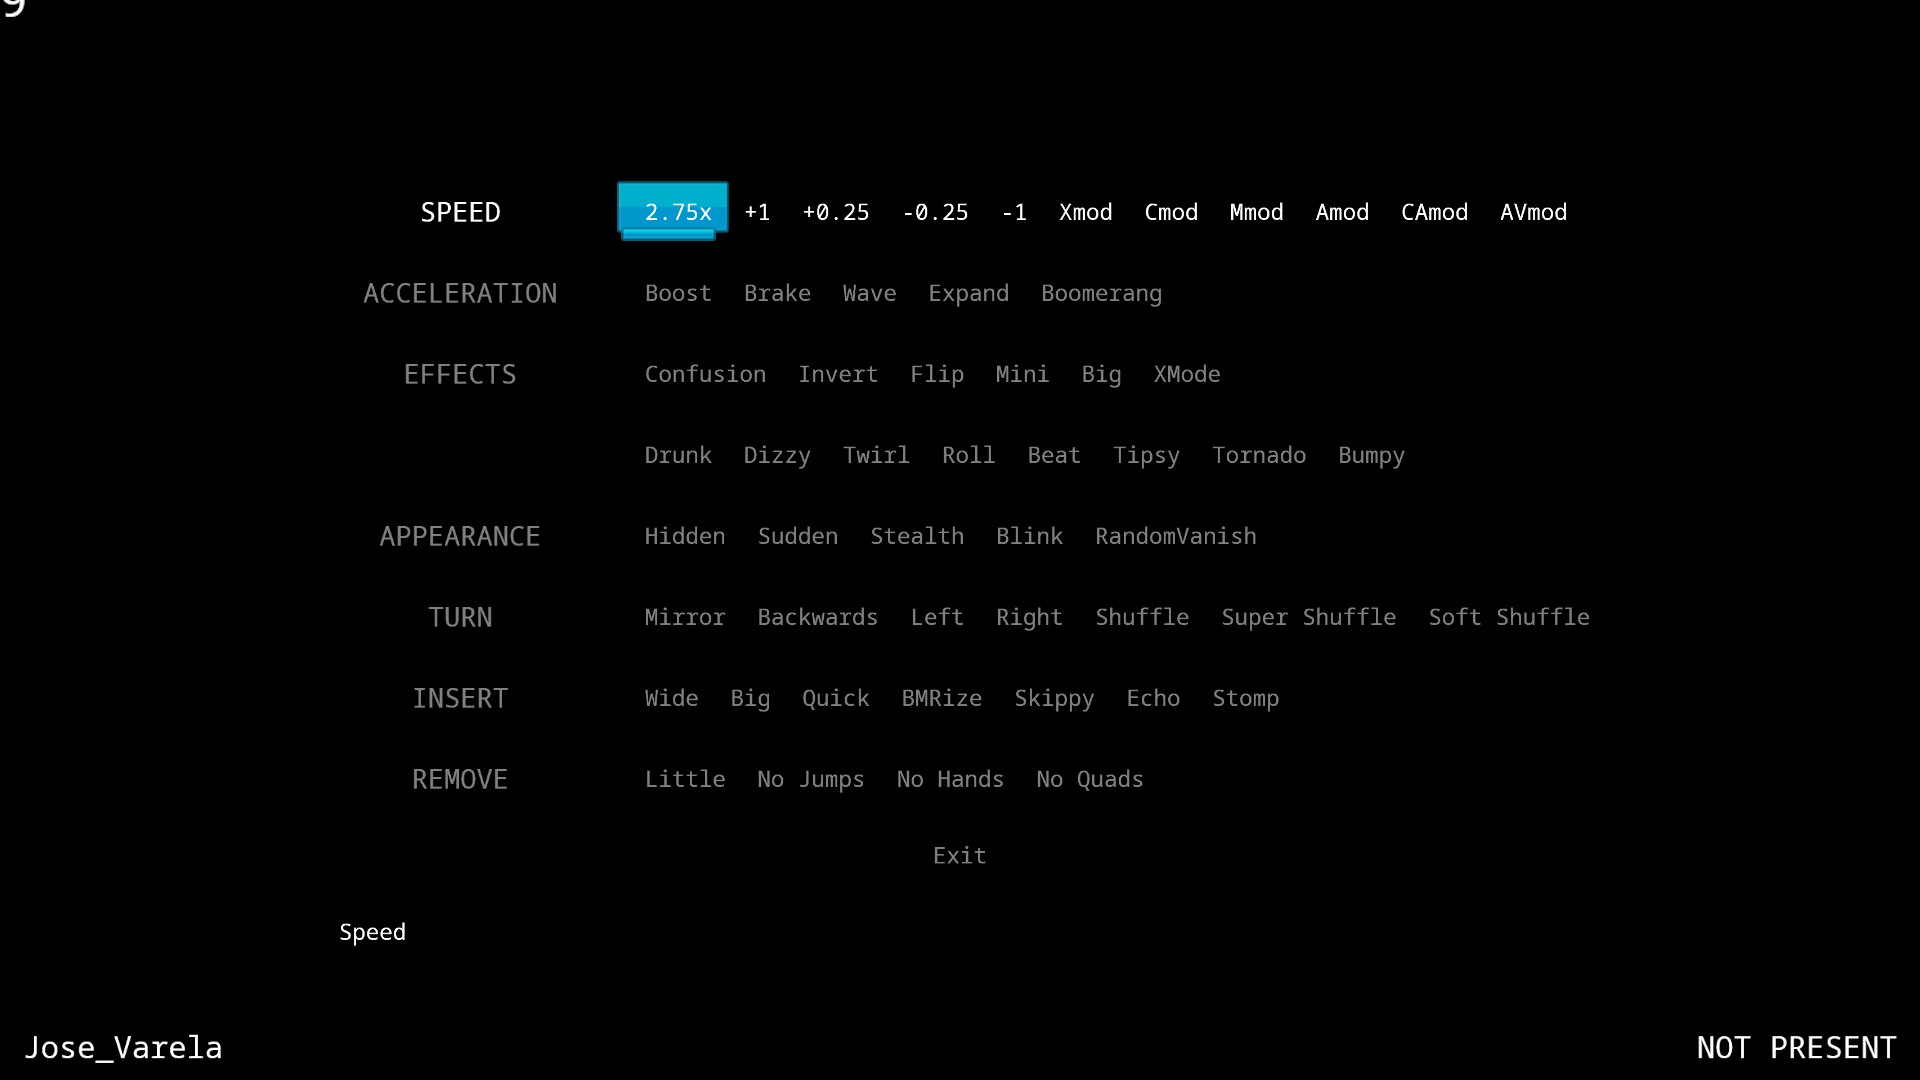 9
SPEED 2.75x +1 +0.25 -0.25 -1 Xmod Cmod Mmod Amod CAmod AVmod
ACCELERATION Boost Brake Wave Expand Boomerang
EFFECTS Confusion Invert Flip Mini Big XMode
Drunk Dizzy Twirl Roll Beat Tipsy Tornado Bumpy
APPEARANCE Hidden Sudden Stealth Blink RandomVanish
TURN Mirror Backwards Left Right Shuffle Super Shuffle Soft Shuffle
INSERT Wide Big Quick BMRize Skippy Echo Stomp
REMOVE Little No Jumps No Hands No Quads
Exit
Speed
Jose_Varela NOT PRESENT